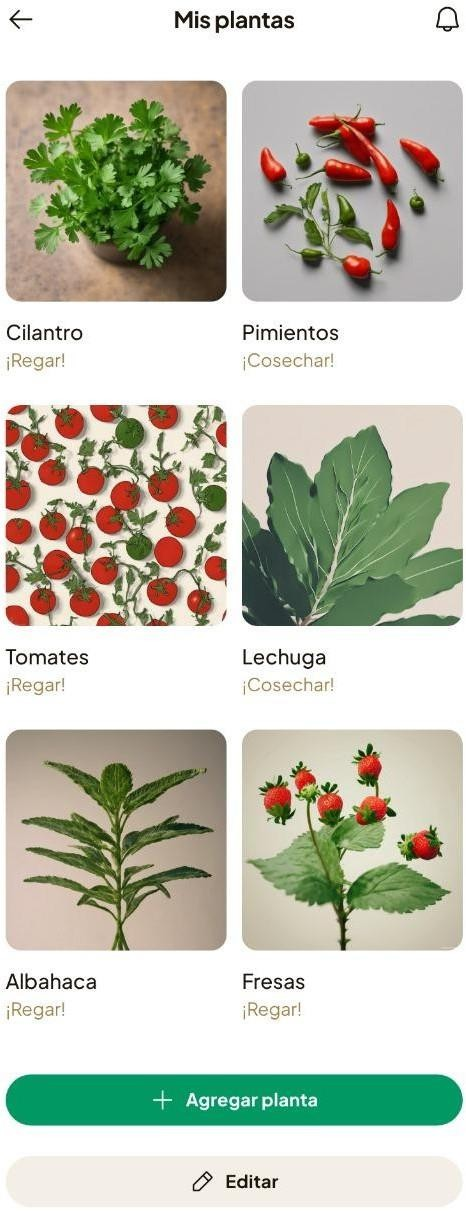 Mis plantas
Cilantro
¡Regar!
Pimientos
¡Cosechar!
Tomates
¡Regar!
Lechuga
¡Cosechar!
Albahaca
¡Regar!
Fresas
¡Regar!
Agregar planta
Editar